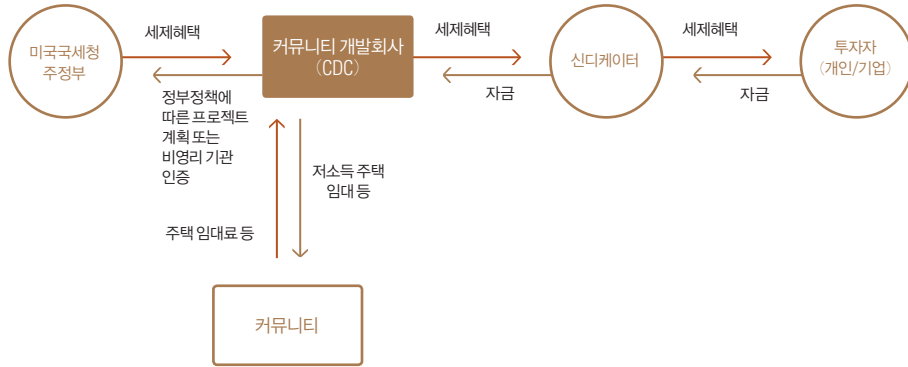 미국국세청
주정부
세제혜택
정부정책에
따른 프로젝트
계획 또는
비영리 기관
인증
커뮤니티 개발회사
(CDC)
세제혜택
자금
신디케이터
세제혜택
자금
투자자
(개인/기업)
주택 임대료 등
저소득 주택
임대 등
커뮤니티